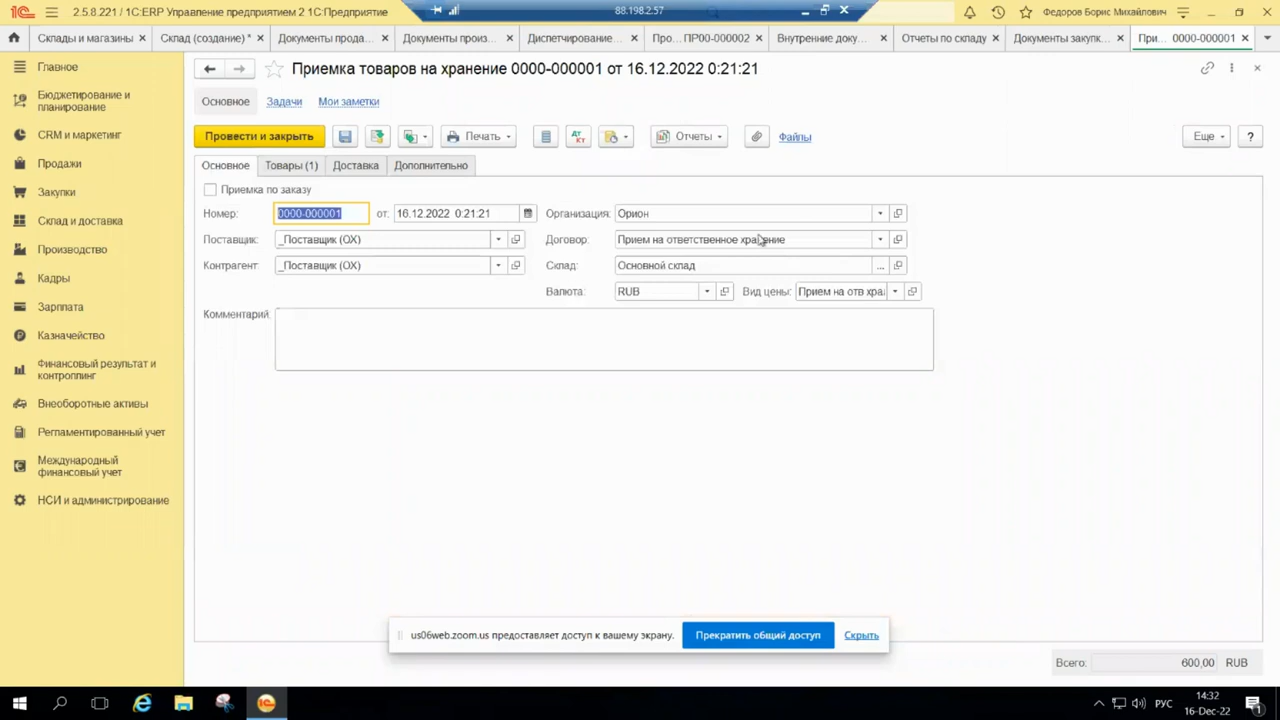 2.5.8.221 / 1C:ERP Управление предприятием 2 1С:Предприятие
88.198.2.57
Федоров Борис Михайлович
Склады и магазины
Склад (создание) *
Документы прода...
Документы произ...
Диспетчирование...
Про... ПР00-000002
Внутренние доку...
Отчеты по складу
Документы закупк...
При... 0000-000001
Главное
Бюджетирование и
планирование
CRM и маркетинг
Продажи
Закупки
Склад и доставка
Производство
Кадры
Зарплата
Казначейство
Финансовый результат и
контроллинг
Внеоборотные активы
Регламентированный учет
Международный
финансовый учет
НСИ и администрирование
Приемка товаров на хранение 0000-000001 от 16.12.2022 0:21:21
Основное Задачи Мои заметки
Провести и закрыть
Печать
Дт
Кт
Отчеты
Файлы
Еще
?
Основное Товары (1) Доставка Дополнительно
Приемка по заказу
Номер: 0000-000001 от: 16.12.2022 0:21:21 Организация: Орион
Поставщик: _Поставщик (ОХ) Договор: Прием на ответственное хранение
Контрагент: _Поставщик (ОХ) Склад: Основной склад
Валюта: RUB Вид цены: Прием на отв хра
Комментарий:
us06web.zoom.us предоставляет доступ к вашему экрану. Прекратить общий доступ Скрыть
Всего: 600,00 RUB
РУС
14:32
16-Dec-22
1